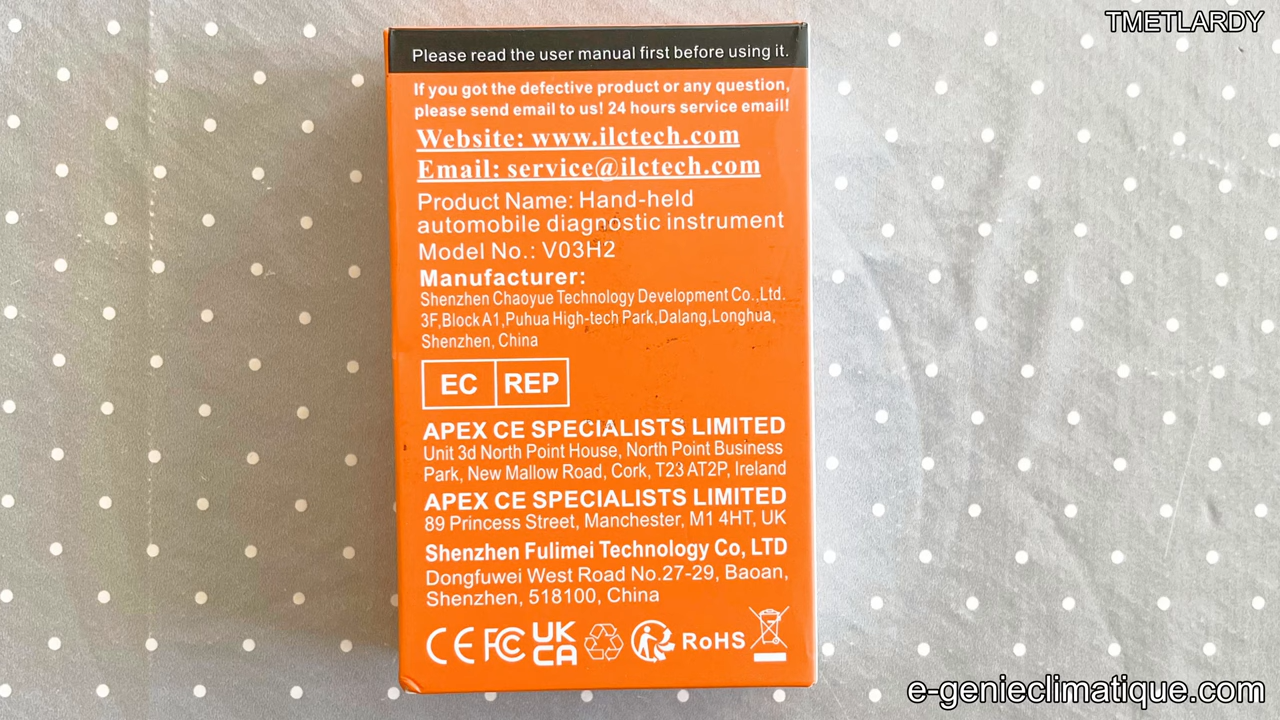 TMETLARDY
Please read the user manual first before using it.
If you got the defective product or any question,
please send email to us! 24 hours service email!
Website: www.ilctech.com
Email: service@ilctech.com
Product Name: Hand-held
automobile diagnostic instrument
Model No.: V03H2
Manufacturer:
Shenzhen Chaoyue Technology Development Co.,Ltd.
3F,Block A1,Puhua High-tech Park,Dalang,Longhua,
Shenzhen, China
EC REP
APEX CE SPECIALISTS LIMITED
Unit 3d North Point House, North Point Business
Park, New Mallow Road, Cork, T23 AT2P, Ireland
APEX CE SPECIALISTS LIMITED
89 Princess Street, Manchester, M1 4HT, UK
Shenzhen Fulimei Technology Co, LTD
Dongfuwei West Road No.27-29, Baoan,
Shenzhen, 518100, China
CE FC UK CA RoHS
e-genieclimatique.com